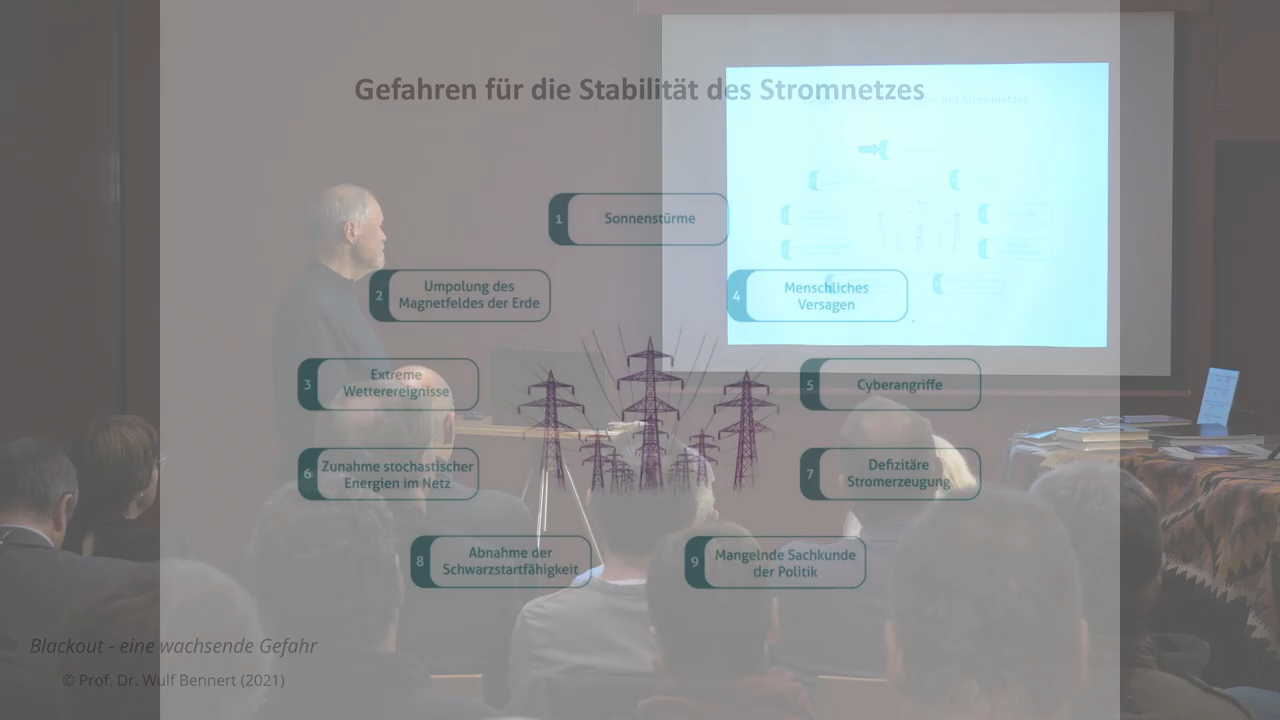 Gefahren für die Stabilität des Stromnetzes
1 Sonnenstürme
2 Umpolung des
Magnetfeldes der Erde
4 Menschliches
Versagen
3 Extreme
Wetterereignisse
5 Cyberangriffe
6 Zunahme stochastischer
Energien im Netz
7 Defizitäre
Stromerzeugung
8 Abnahme der
Schwarzstartfähigkeit
9 Mangelnde Sachkunde
der Politik
Blackout - eine wachsende Gefahr
© Prof. Dr. Wulf Bennert (2021)